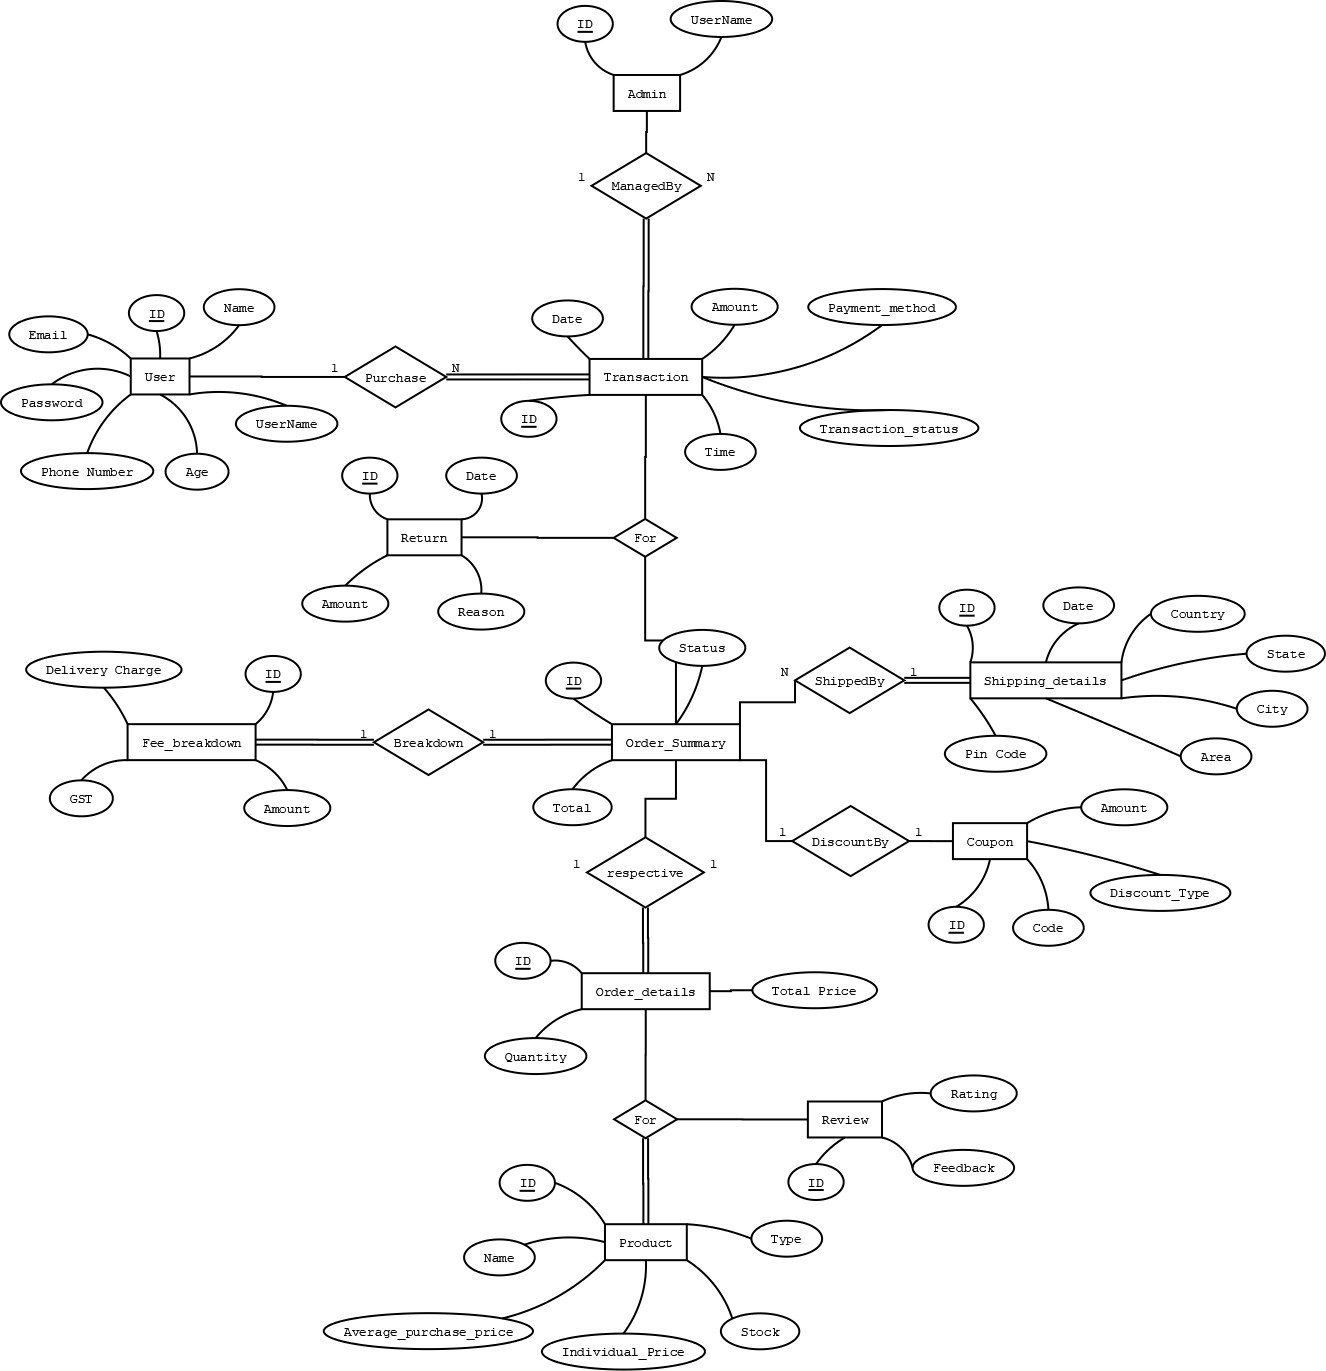 ID
UserName
Admin
1
ManagedBy
N
Email
ID
Name
User
Password
Phone Number
Age
UserName
1
Purchase
N
Date
Amount
Payment_method
Transaction
ID
Time
Transaction_status
ID
Date
Return
Amount
Reason
For
Status
Delivery Charge
ID
Fee_breakdown
GST
Amount
1
Breakdown
1
ID
Order_Summary
Total
N
ShippedBy
1
ID
Date
Country
State
City
Area
Shipping_details
Pin Code
1
DiscountBy
1
Coupon
Amount
Discount_Type
ID
Code
1
respective
1
ID
Order_details
Total Price
Quantity
For
Review
Rating
Feedback
ID
ID
Name
Product
Type
Average_purchase_price
Individual_Price
Stock